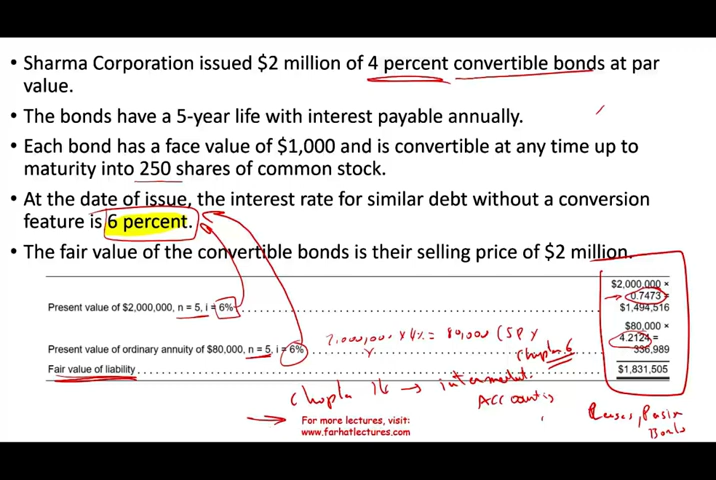 • Sharma Corporation issued $2 million of 4 percent convertible bonds at par
value.
• The bonds have a 5-year life with interest payable annually.
• Each bond has a face value of $1,000 and is convertible at any time up to
maturity into 250 shares of common stock.
• At the date of issue, the interest rate for similar debt without a conversion
feature is 6 percent.
• The fair value of the convertible bonds is their selling price of $2 million.
$2,000,000 ×
0.7473 =
Present value of $2,000,000, n = 5, i = 6% $1,494,516
$80,000 ×
2,000,000 x 4% = 80,000 (5P Y 4.2124 =
Present value of ordinary annuity of $80,000, n = 5, i = 6% 336,989
Chapter 6
Fair value of liability $1,831,505
Chapter 14 → intermediate
Accounting
For more lectures, visit:
www.farhatlectures.com
Bonds